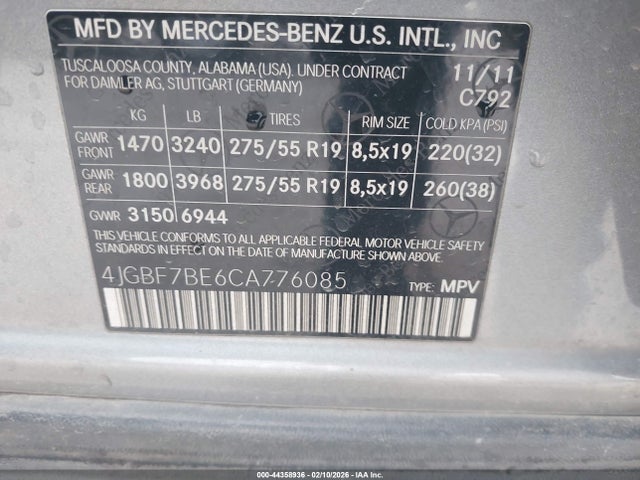 MFD BY MERCEDES-BENZ U.S. INTL., INC
TUSCALOOSA COUNTY, ALABAMA (USA). UNDER CONTRACT 11/11
FOR DAIMLER AG, STUTTGART (GERMANY) C792
KG LB TIRES RIM SIZE COLD KPA (PSI)
GAWR FRONT 1470 3240 275/55 R19 8,5x19 220(32)
GAWR REAR 1800 3968 275/55 R19 8,5x19 260(38)
GVWR 3150 6944
THIS VEHICLE CONFORMS TO ALL APPLICABLE FEDERAL MOTOR VEHICLE SAFETY
STANDARDS IN EFFECT ON THE DATE OF MANUFACTURE SHOWN ABOVE.
4JGBF7BE6CA776085 TYPE: MPV
000-44358936 - 02/10/2026 - IAA Inc.